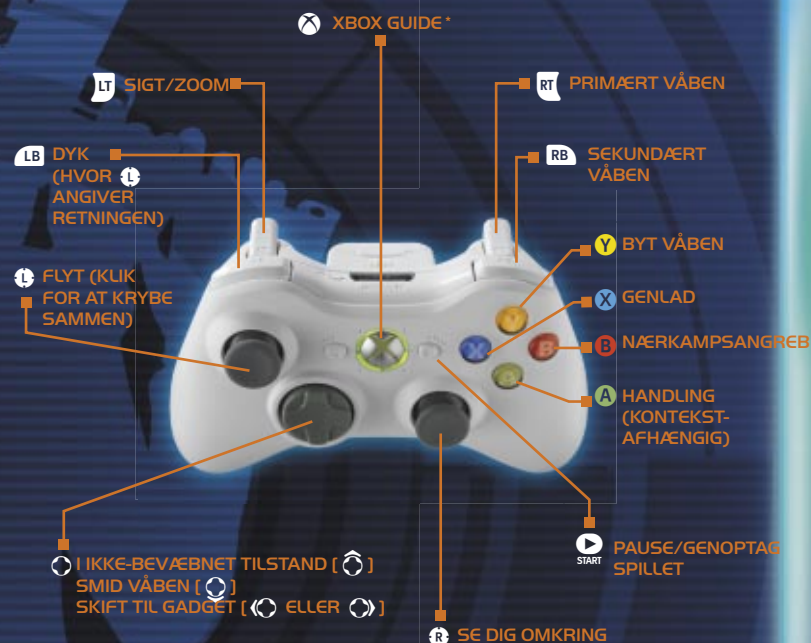 XBOX GUIDE *
LT SIGT/ZOOM
RT PRIMÆRT VÅBEN
LB DYK
(HVOR L
ANGIVER
RETNINGEN)
RB SEKUNDÆRT
VÅBEN
Y BYT VÅBEN
L FLYT (KLIK
FOR AT KRYBE
SAMMEN)
X GENLAD
B NÆRKAMPSANGREB
A HANDLING
(KONTEKST-
AFHÆNGIG)
START PAUSE/GENOPTAG
SPILLET
I IKKE-BEVÆBNET TILSTAND [ ]
SMID VÅBEN [ ]
SKIFT TIL GADGET [ ELLER ]
R SE DIG OMKRING